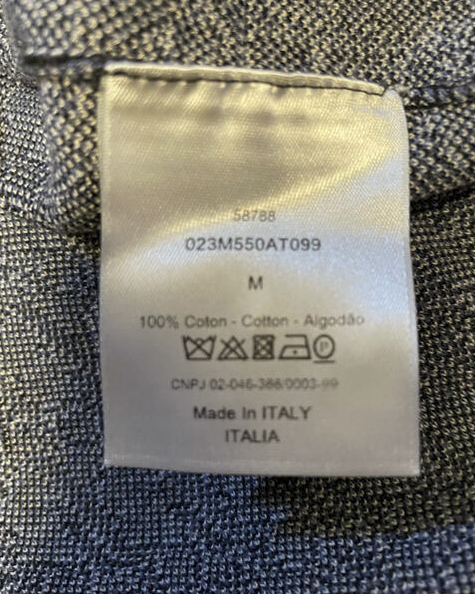 58788
023M550AT099
M
100% Coton - Cotton - Algodão
P
CNPJ 02-046-386/0003-99
Made In ITALY
ITALIA